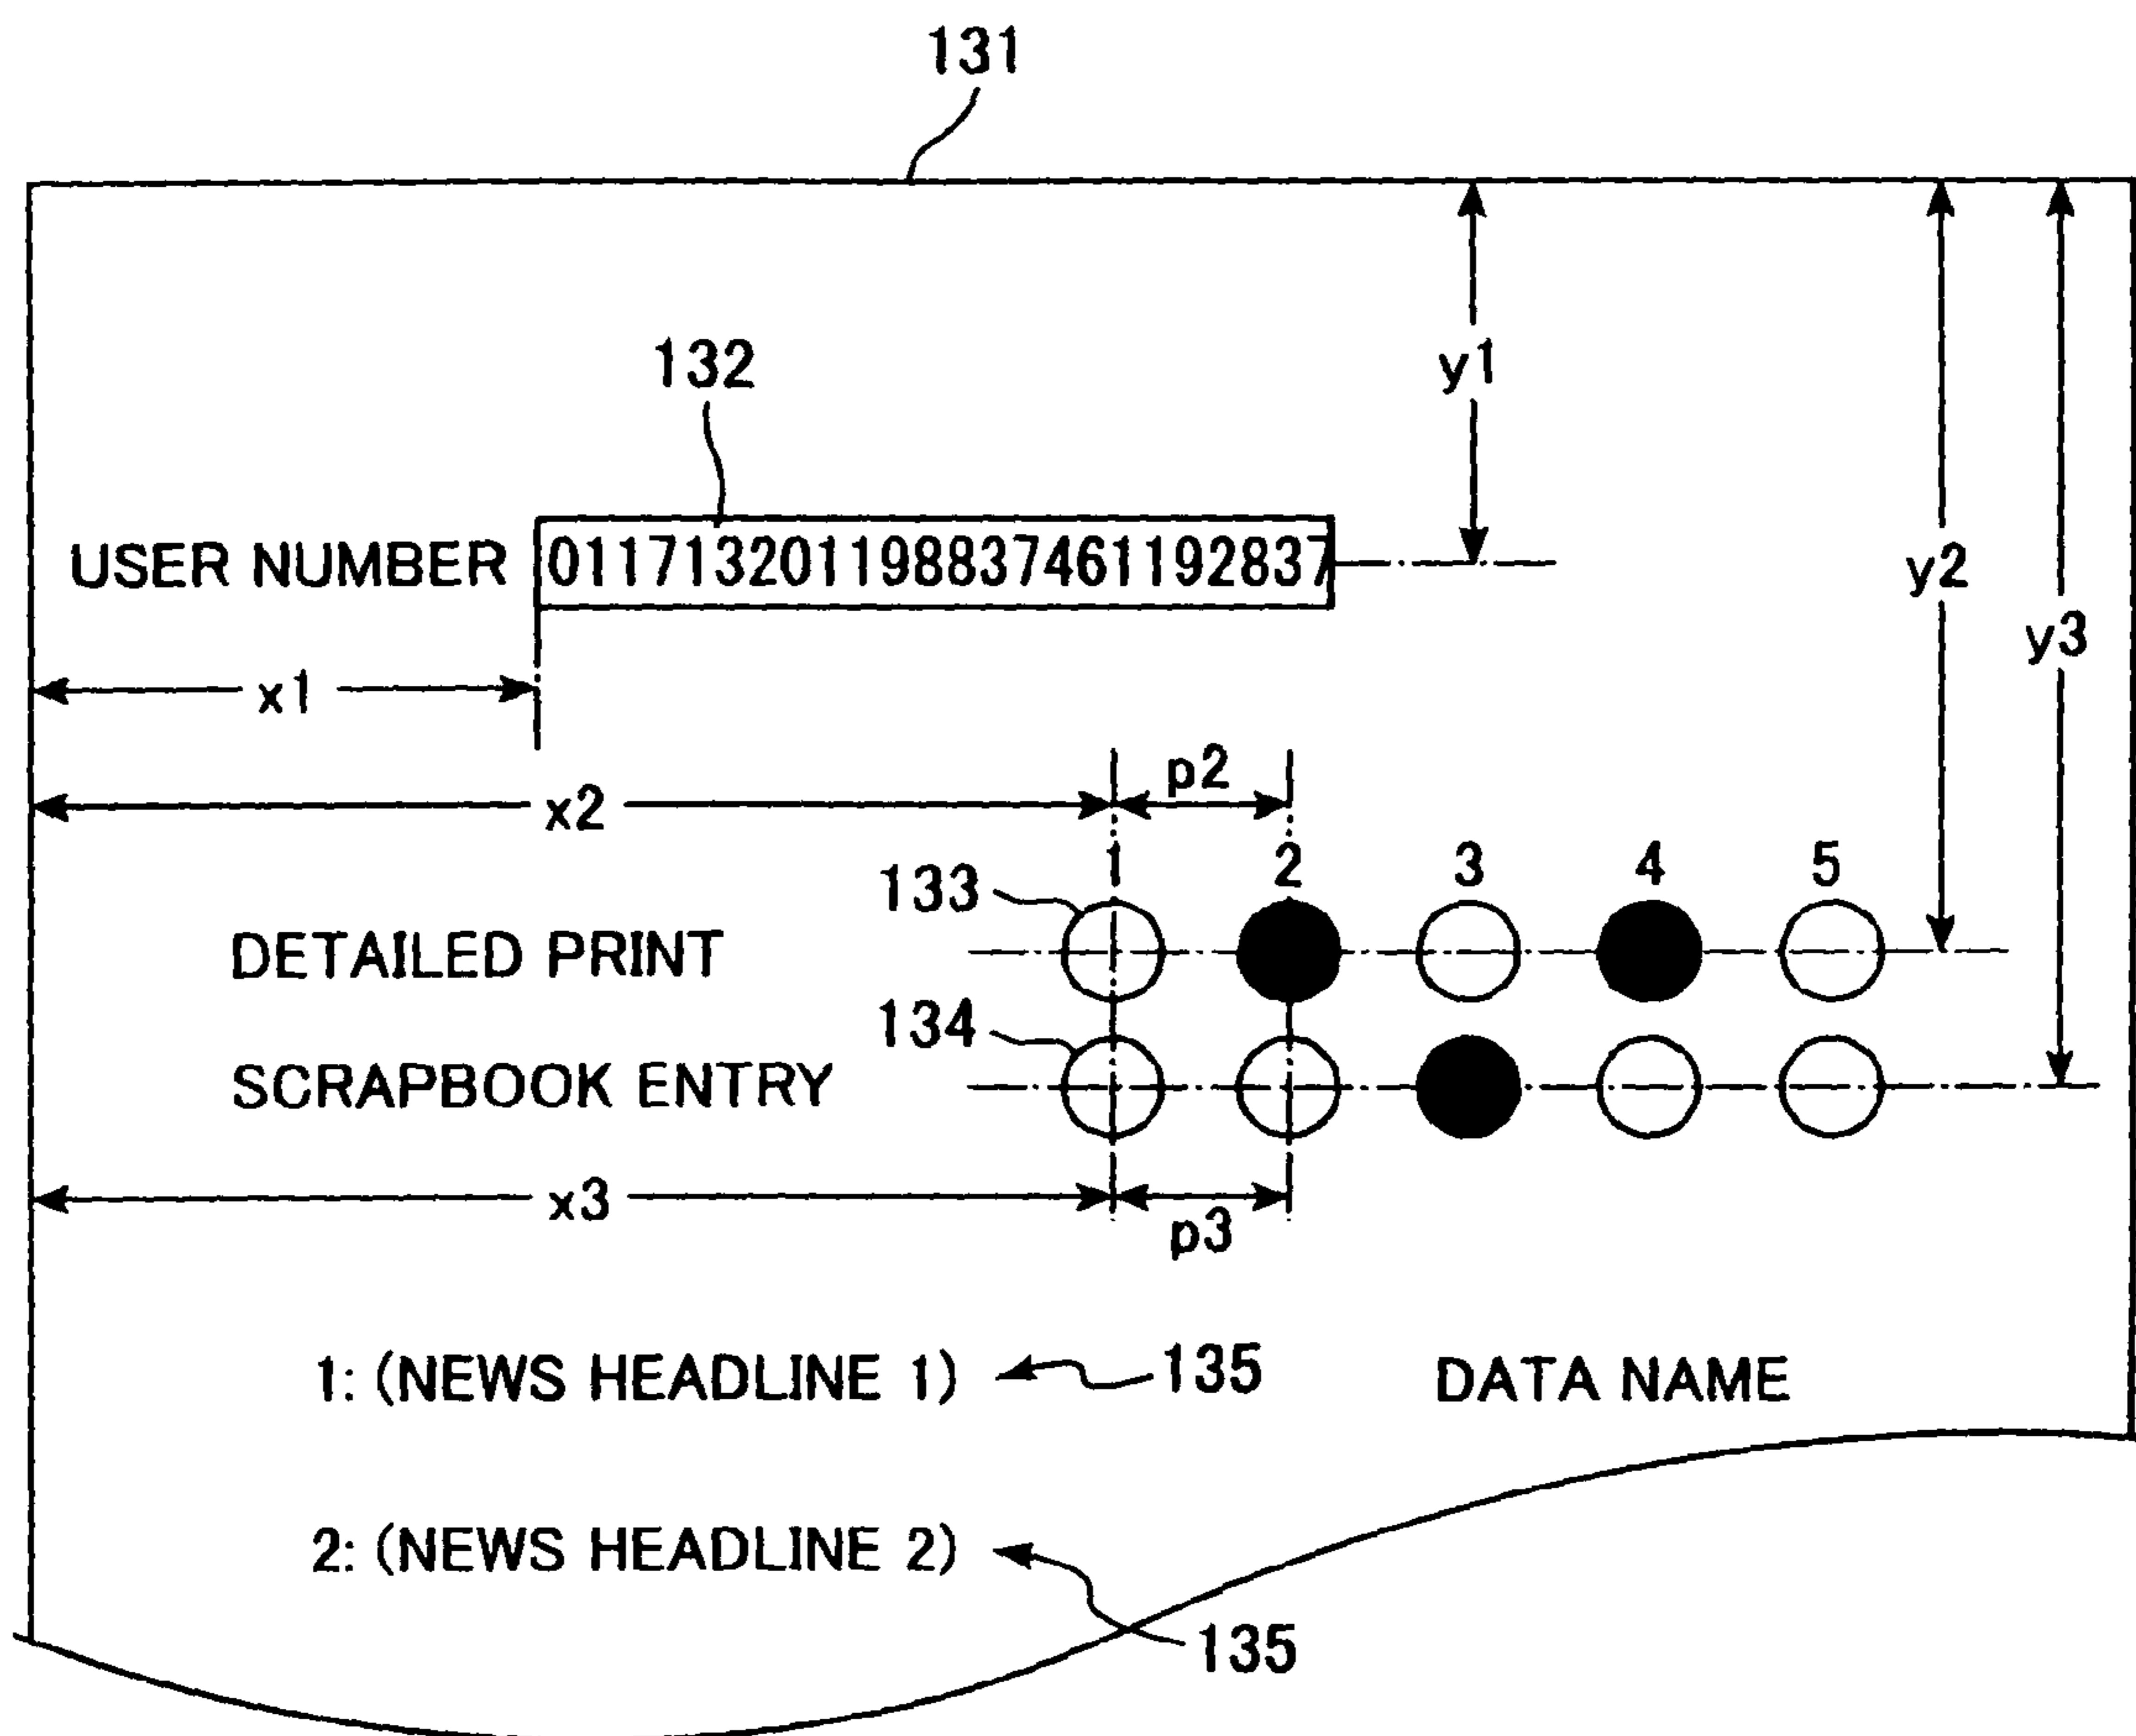 131
132
y1
USER NUMBER 011713201198837461192837
y2
y3
x1
x2 p2
1 2 3 4 5
133
DETAILED PRINT
134
SCRAPBOOK ENTRY
x3 p3
1: (NEWS HEADLINE 1) 135 DATA NAME
2: (NEWS HEADLINE 2)
135